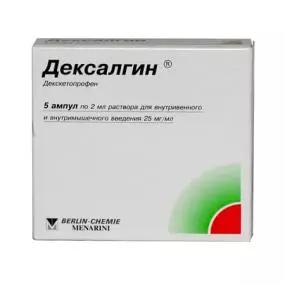 Дексалгин ®
Декскетопрофен
5 ампул по 2 мл раствора для внутривенного
и внутримышечного введения 25 мг/мл
BERLIN-CHEMIE
MENARINI